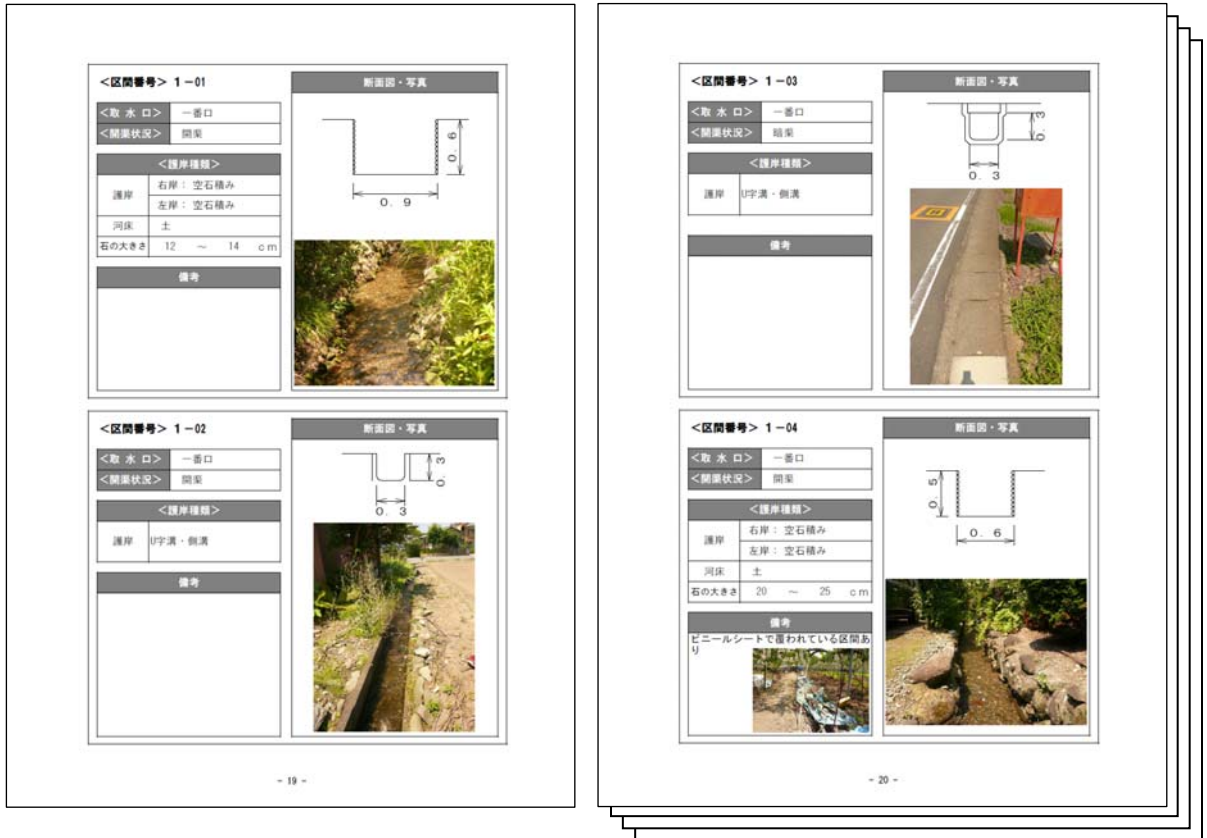 <区間番号> 1-01
<取 水 口> 一番口
<開渠状況> 開渠
<護岸種類>
護岸
右岸： 空石積み
左岸： 空石積み
河床 土
石の大きさ 12 ～ 14 cm
備考
断面図・写真
0.6
0.9
<区間番号> 1-02
<取 水 口> 一番口
<開渠状況> 開渠
<護岸種類>
護岸 U字溝・側溝
備考
断面図・写真
0.3
0.3
- 19 -
<区間番号> 1-03
<取 水 口> 一番口
<開渠状況> 暗渠
<護岸種類>
護岸 U字溝・側溝
備考
断面図・写真
0.3
0.3
<区間番号> 1-04
<取 水 口> 一番口
<開渠状況> 開渠
<護岸種類>
護岸
右岸： 空石積み
左岸： 空石積み
河床 土
石の大きさ 20 ～ 25 cm
備考
ビニールシートで覆われている区間あ
り
断面図・写真
0.5
0.6
- 20 -